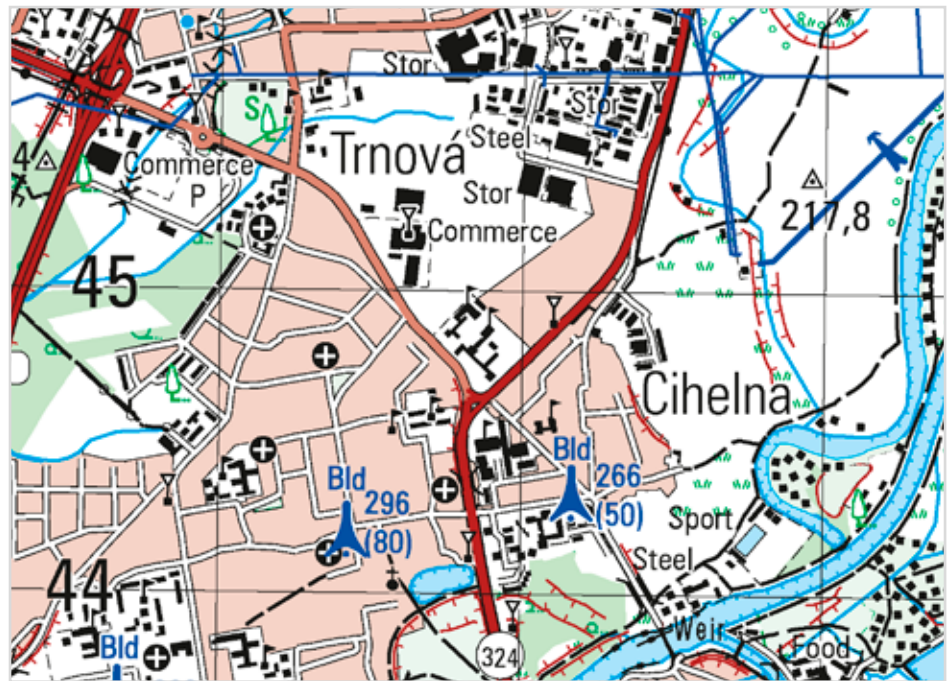 Stor
S
Stor
Trnová
Steel
4
Commerce
P
Stor
217,8
Commerce
45
Cihelna
Bld
266
(50)
Bld
296
(80)
Sport
Steel
44
Weir
Food
Bld
324